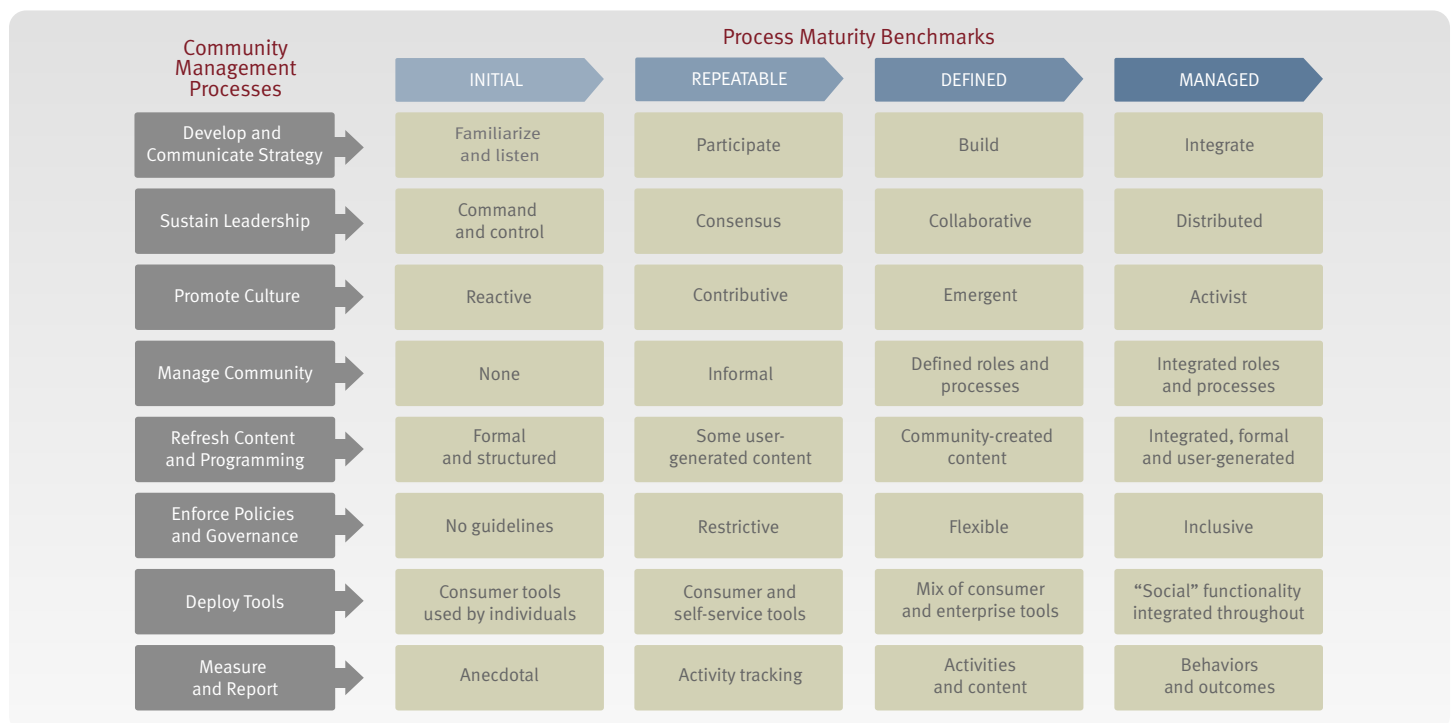 Community
Management
Processes
Process Maturity Benchmarks
INITIAL
REPEATABLE
DEFINED
MANAGED
Develop and
Communicate Strategy
Familiarize
and listen
Participate
Build
Integrate
Sustain Leadership
Command
and control
Consensus
Collaborative
Distributed
Promote Culture
Reactive
Contributive
Emergent
Activist
Manage Community
None
Informal
Defined roles and
processes
Integrated roles
and processes
Refresh Content
and Programming
Formal
and structured
Some user-
generated content
Community-created
content
Integrated, formal
and user-generated
Enforce Policies
and Governance
No guidelines
Restrictive
Flexible
Inclusive
Deploy Tools
Consumer tools
used by individuals
Consumer and
self-service tools
Mix of consumer
and enterprise tools
“Social” functionality
integrated throughout
Measure
and Report
Anecdotal
Activity tracking
Activities
and content
Behaviors
and outcomes